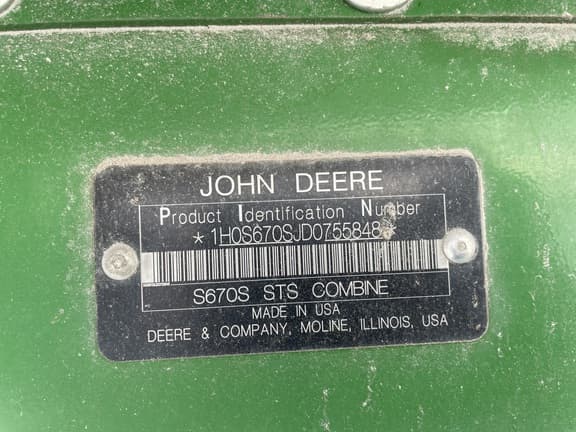 JOHN DEERE
Product Identification Number
*1H0S670SJD0755848*
S670S STS COMBINE
MADE IN USA
DEERE & COMPANY, MOLINE, ILLINOIS, USA